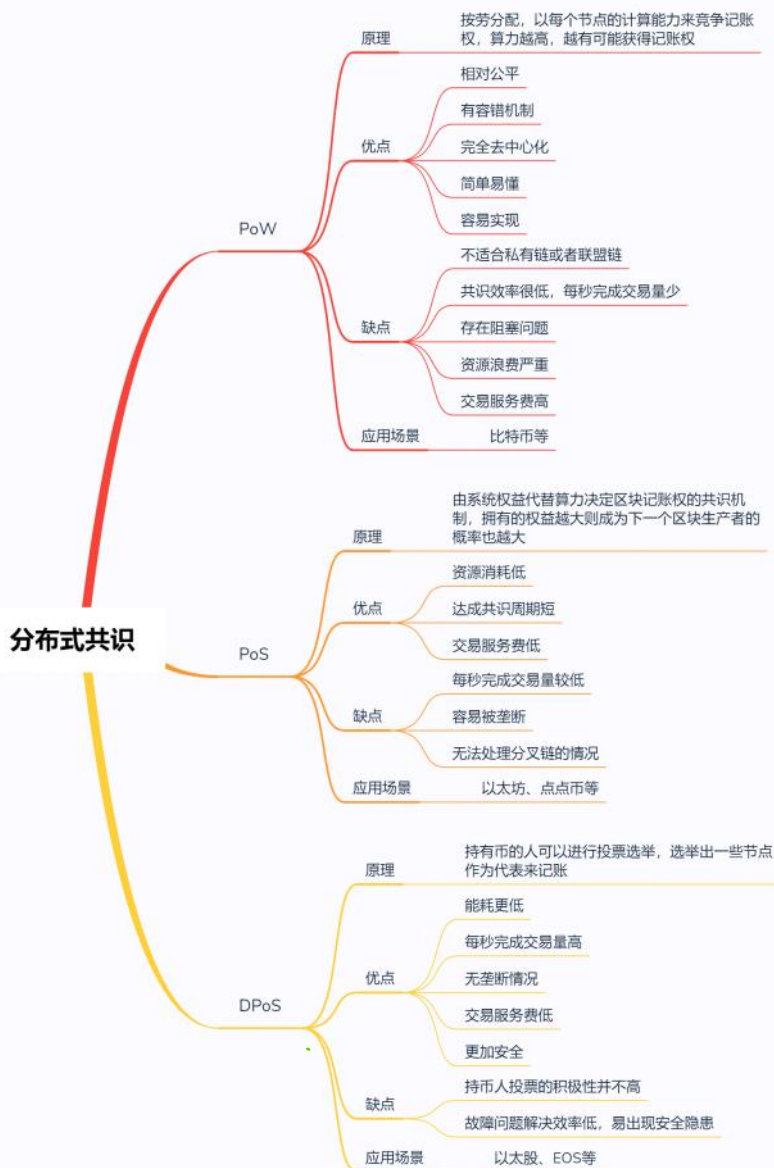 分布式共识
PoW
原理
按劳分配，以每个节点的计算能力来竞争记账
权，算力越高，越有可能获得记账权
优点
相对公平
有容错机制
完全去中心化
简单易懂
容易实现
缺点
不适合私有链或者联盟链
共识效率很低，每秒完成交易量少
存在阻塞问题
资源浪费严重
交易服务费高
应用场景
比特币等
PoS
原理
由系统权益代替算力决定区块记账权的共识机
制，拥有的权益越大则成为下一个区块生产者的
概率也越大
优点
资源消耗低
达成共识周期短
交易服务费低
缺点
每秒完成交易量较低
容易被垄断
无法处理分叉链的情况
应用场景
以太坊、点点币等
DPoS
原理
持有币的人可以进行投票选举，选举出一些节点
作为代表来记账
优点
能耗更低
每秒完成交易量高
无垄断情况
交易服务费低
更加安全
缺点
持币人投票的积极性并不高
故障问题解决效率低，易出现安全隐患
应用场景
以太股、EOS等